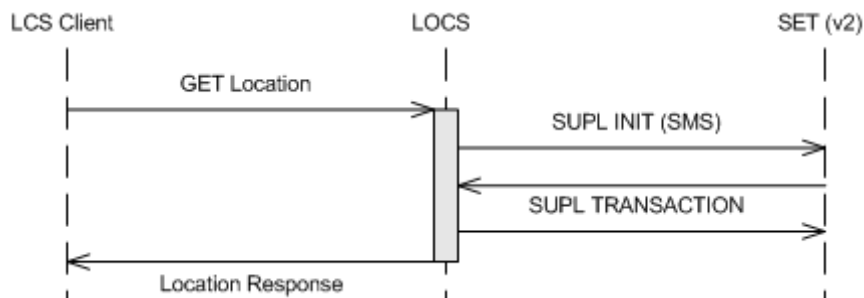 LCS Client
LOCS
SET (v2)
GET Location
SUPL INIT (SMS)
SUPL TRANSACTION
Location Response